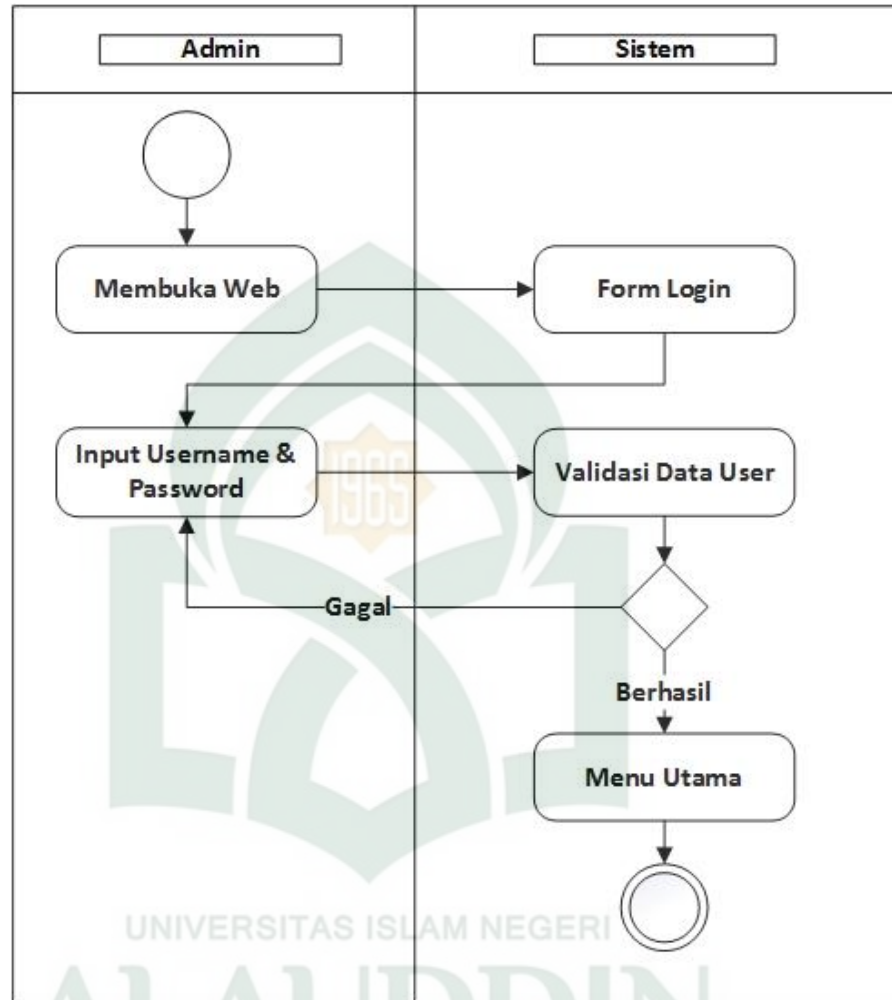 Admin
Sistem
Membuka Web
Form Login
Input Username &
Password
Validasi Data User
1965
Gagal
Berhasil
Menu Utama
UNIVERSITAS ISLAM NEGERI
ALAUDDIN